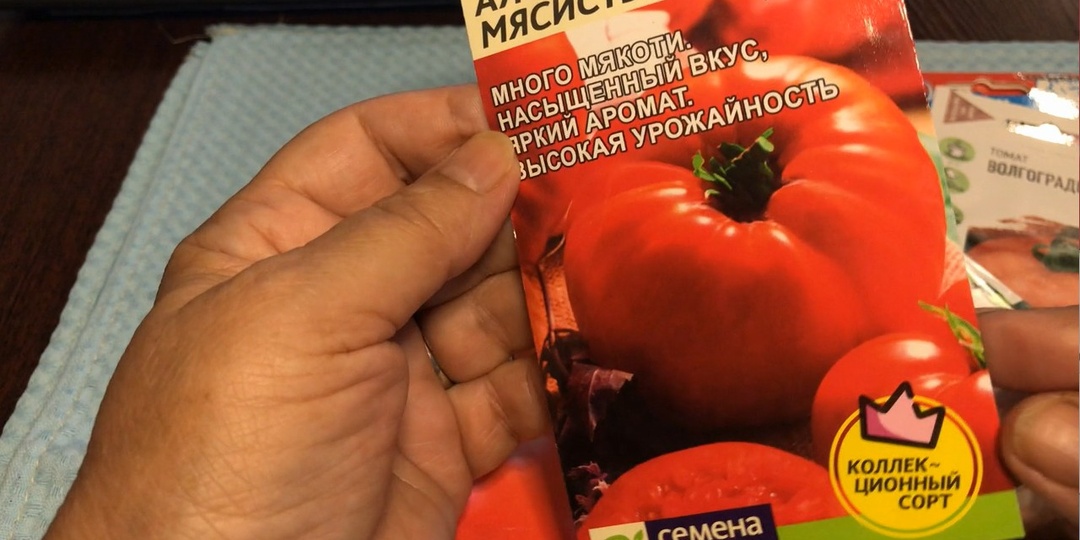 МЯСИСТ
МНОГО МЯКОТИ.
НАСЫЩЕННЫЙ ВКУС,
ЯРКИЙ АРОМАТ.
ВЫСОКАЯ УРОЖАЙНОСТЬ
ТОМАТ
ВОЛГОГРАД
КОЛЛЕК~
ЦИОННЫЙ
СОРТ
семена